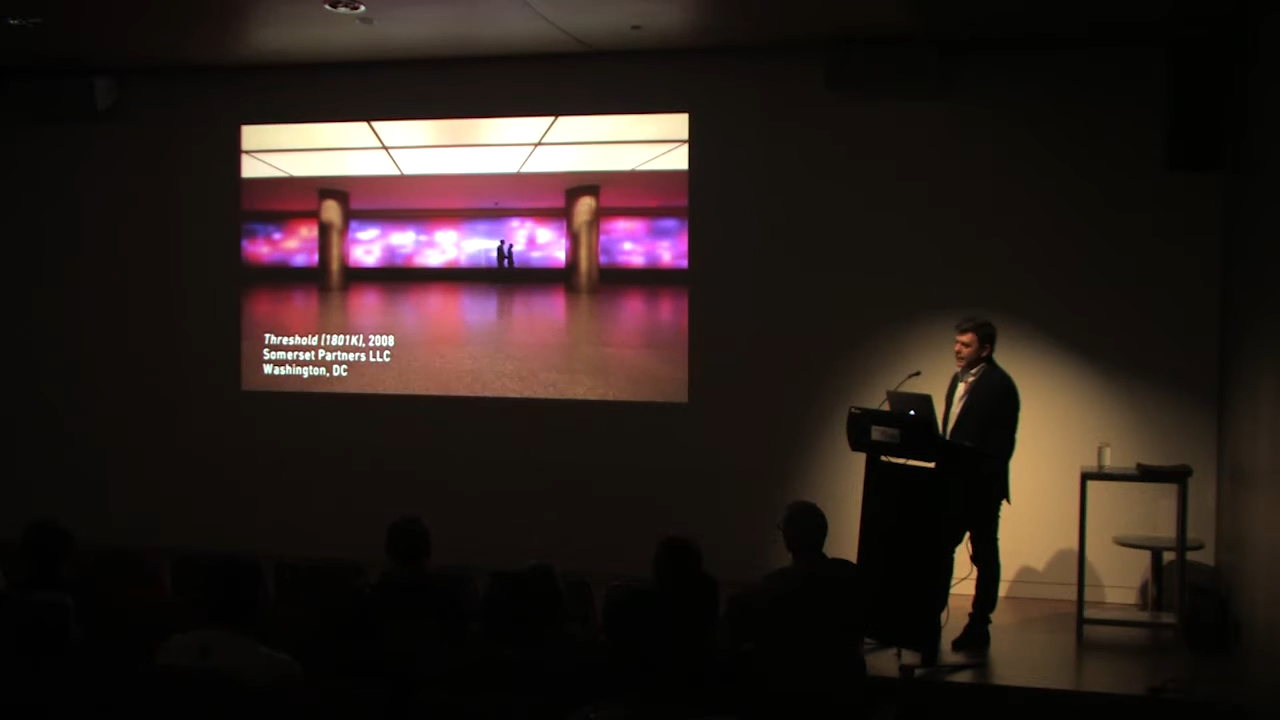 Threshold [1801K], 2008
Somerset Partners LLC
Washington, DC